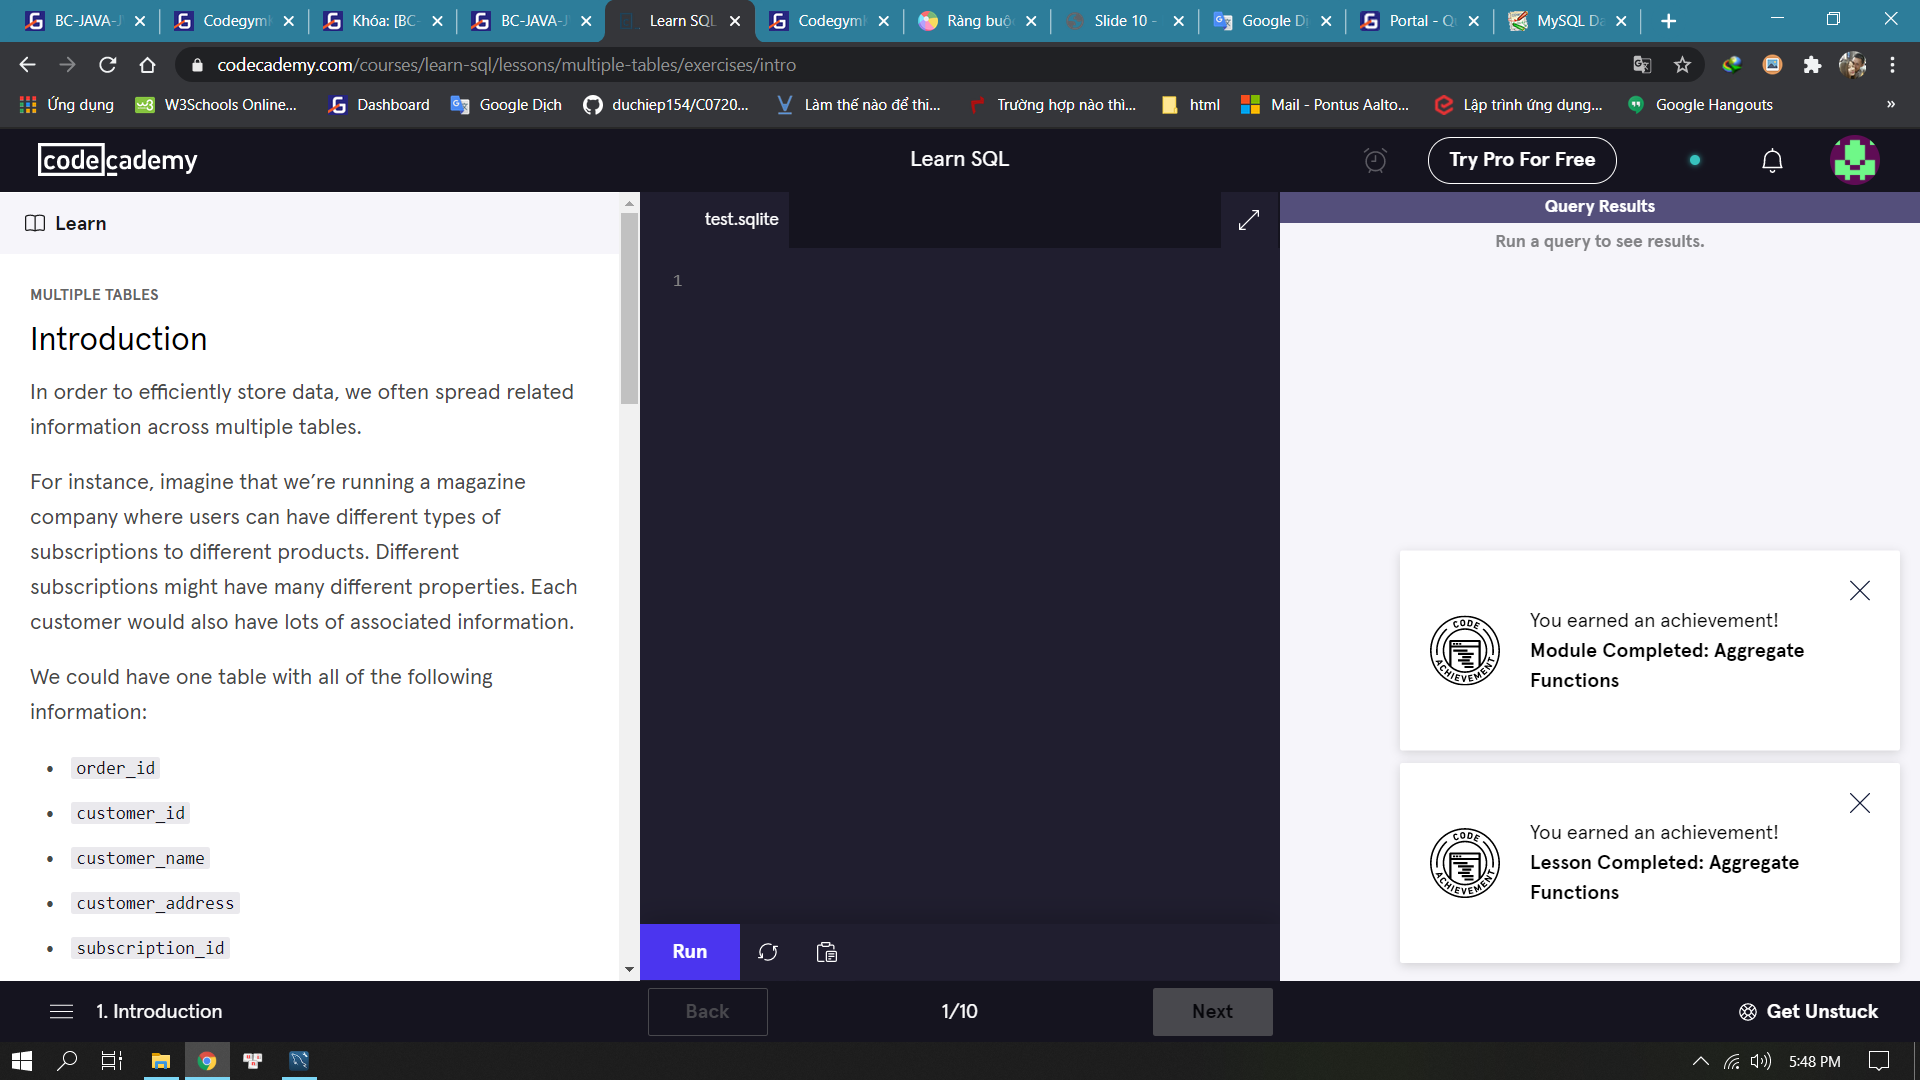 BC-JAVA-J
Codegym
Khóa: [BC-
BC-JAVA-J
Learn SQL
Codegym
Ràng buộc
Slide 10 -
Google Dị
Portal - Q
MySQL Da
codecademy.com/courses/learn-sql/lessons/multiple-tables/exercises/intro
Ứng dụng
W3Schools Online...
Dashboard
Google Dịch
duchiep154/C0720...
Làm thế nào để thi...
Trường hợp nào thì...
html
Mail - Pontus Aalto...
Lập trình ứng dụng...
Google Hangouts
»
codecademy
Learn SQL
Try Pro For Free
Learn
test.sqlite
Query Results
Run a query to see results.
1
MULTIPLE TABLES
Introduction
In order to efficiently store data, we often spread related
information across multiple tables.
For instance, imagine that we’re running a magazine
company where users can have different types of
subscriptions to different products. Different
subscriptions might have many different properties. Each
customer would also have lots of associated information.
We could have one table with all of the following
information:
• order_id
• customer_id
• customer_name
• customer_address
• subscription_id
You earned an achievement!
Module Completed: Aggregate
Functions
CODE ACHIEVEMENT
You earned an achievement!
Lesson Completed: Aggregate
Functions
CODE ACHIEVEMENT
Run
1. Introduction
Back
1/10
Next
Get Unstuck
5:48 PM